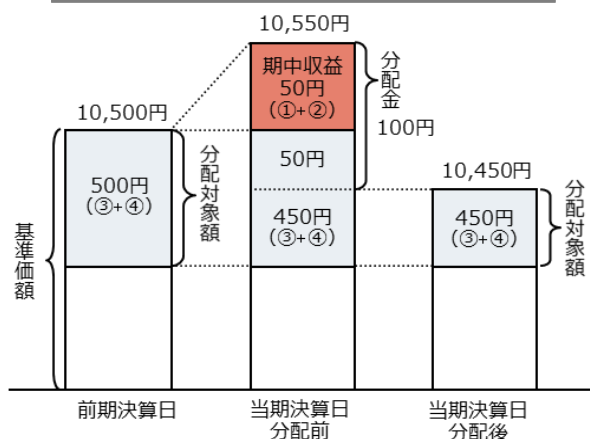 10,550円
期中収益
50円
(①+②)
分配金
100円
10,500円
500円
(③+④)
分配対象額
50円
450円
(③+④)
10,450円
450円
(③+④)
分配対象額
基準価額
前期決算日
当期決算日
分配前
当期決算日
分配後